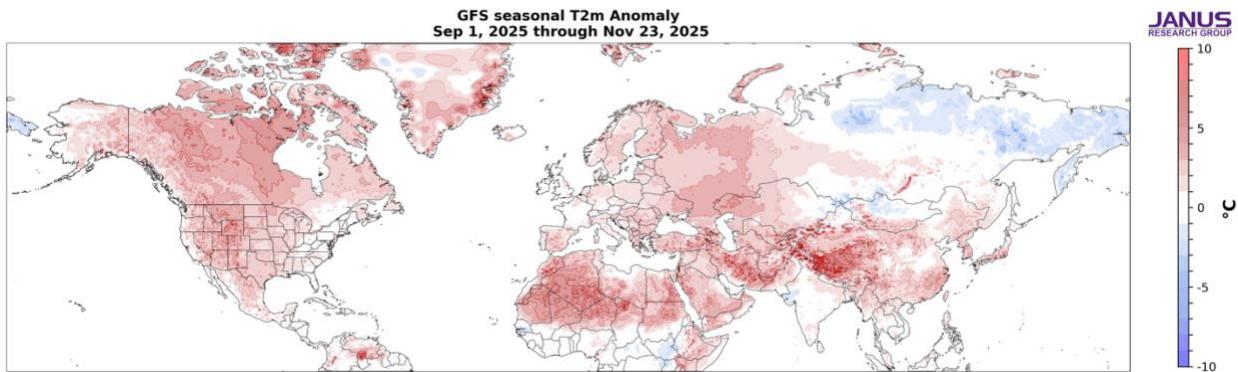 GFS seasonal T2m Anomaly
Sep 1, 2025 through Nov 23, 2025
JANUS
RESEARCH GROUP
10
5
0
-5
-10
°C